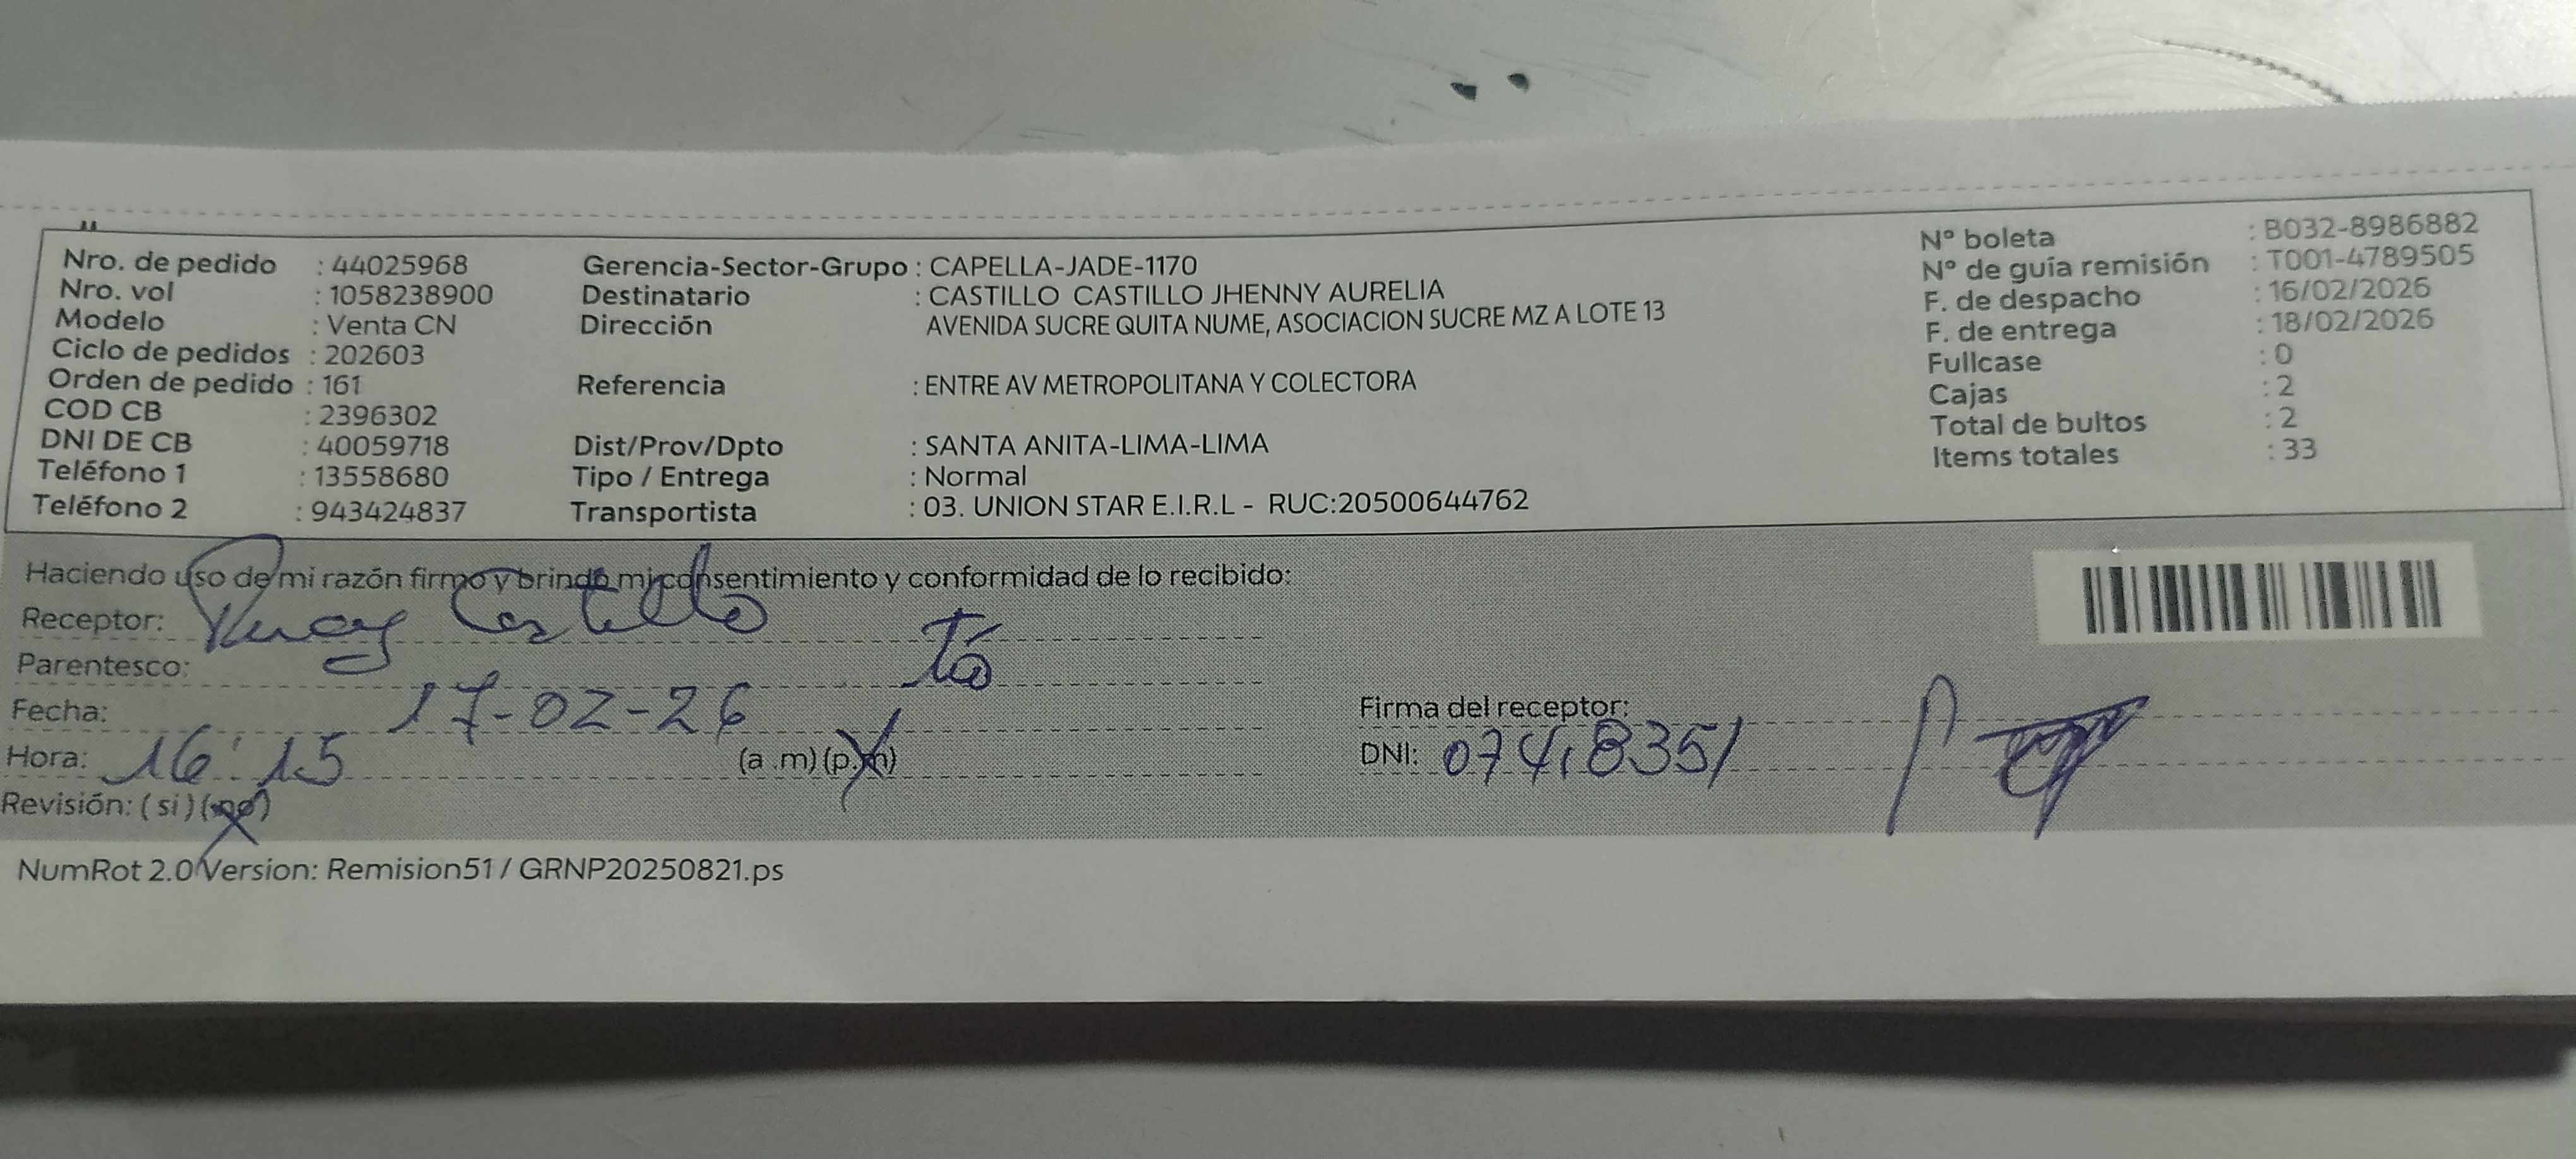 Nro. de pedido : 44025968
Nro. vol : 1058238900
Modelo : Venta CN
Ciclo de pedidos : 202603
Orden de pedido : 161
COD CB : 2396302
DNI DE CB : 40059718
Teléfono 1 : 13558680
Teléfono 2 : 943424837
Gerencia-Sector-Grupo : CAPELLA-JADE-1170
Destinatario : CASTILLO CASTILLO JHENNY AURELIA
Dirección AVENIDA SUCRE QUITA NUME, ASOCIACION SUCRE MZ A LOTE 13
Referencia : ENTRE AV METROPOLITANA Y COLECTORA
Dist/Prov/Dpto : SANTA ANITA-LIMA-LIMA
Tipo / Entrega : Normal
Transportista : 03. UNION STAR E.I.R.L - RUC:20500644762
Nº boleta : B032-8986882
Nº de guía remisión : T001-4789505
F. de despacho : 16/02/2026
F. de entrega : 18/02/2026
Fullcase : 0
Cajas : 2
Total de bultos : 2
Items totales : 33
Haciendo uso de mi razón firmo y brindo mi consentimiento y conformidad de lo recibido:
Receptor: Castillo
Parentesco:
Fecha: 17-02-26
Hora: 16:15 (a.m) (p.m)
Revisión: (si) (no)
Firma del receptor:
DNI: 07418351
NumRot 2.0 Version: Remision51 / GRNP20250821.ps